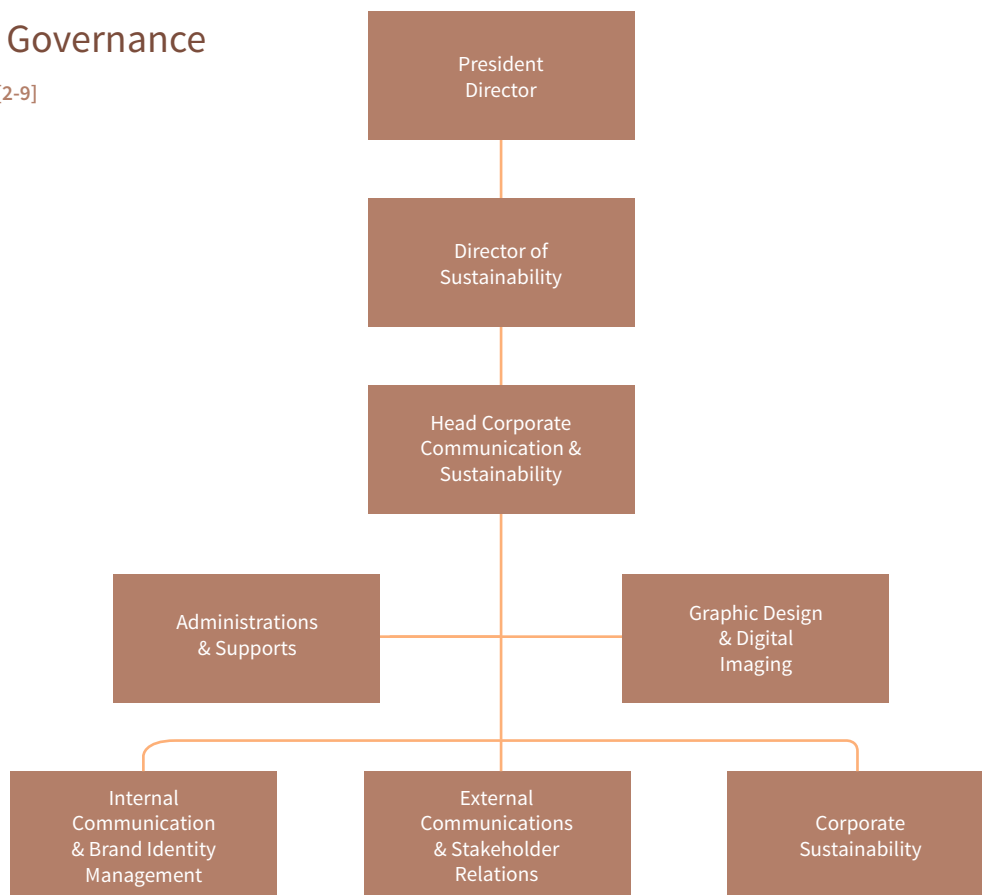 Governance
[2-9]
President
Director
Director of
Sustainability
Head Corporate
Communication &
Sustainability
Administrations
& Supports
Graphic Design
& Digital
Imaging
Internal
Communication
& Brand Identity
Management
External
Communications
& Stakeholder
Relations
Corporate
Sustainability